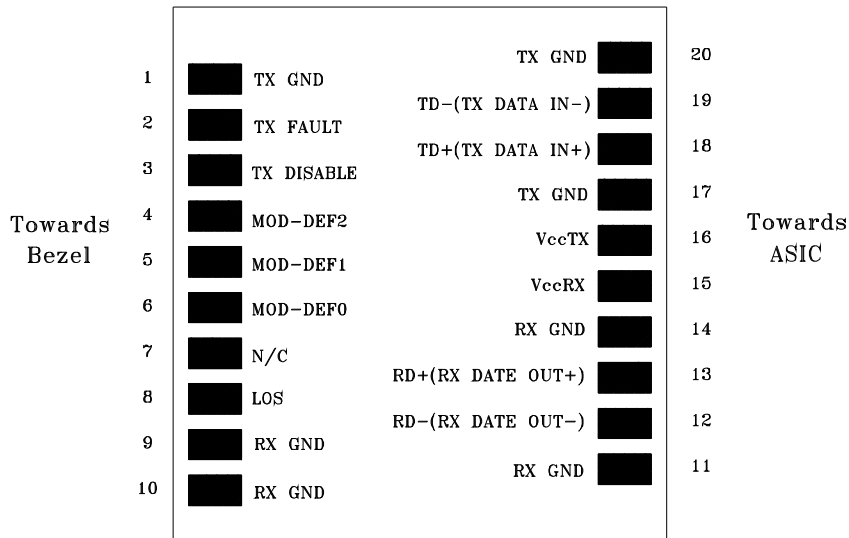 1 TX GND
2 TX FAULT
3 TX DISABLE
4 MOD-DEF2
5 MOD-DEF1
6 MOD-DEF0
7 N/C
8 LOS
9 RX GND
10 RX GND
Towards
Bezel
TX GND 20
TD-(TX DATA IN-) 19
TD+(TX DATA IN+) 18
TX GND 17
VccTX 16
VccRX 15
RX GND 14
RD+(RX DATE OUT+) 13
RD-(RX DATE OUT-) 12
RX GND 11
Towards
ASIC